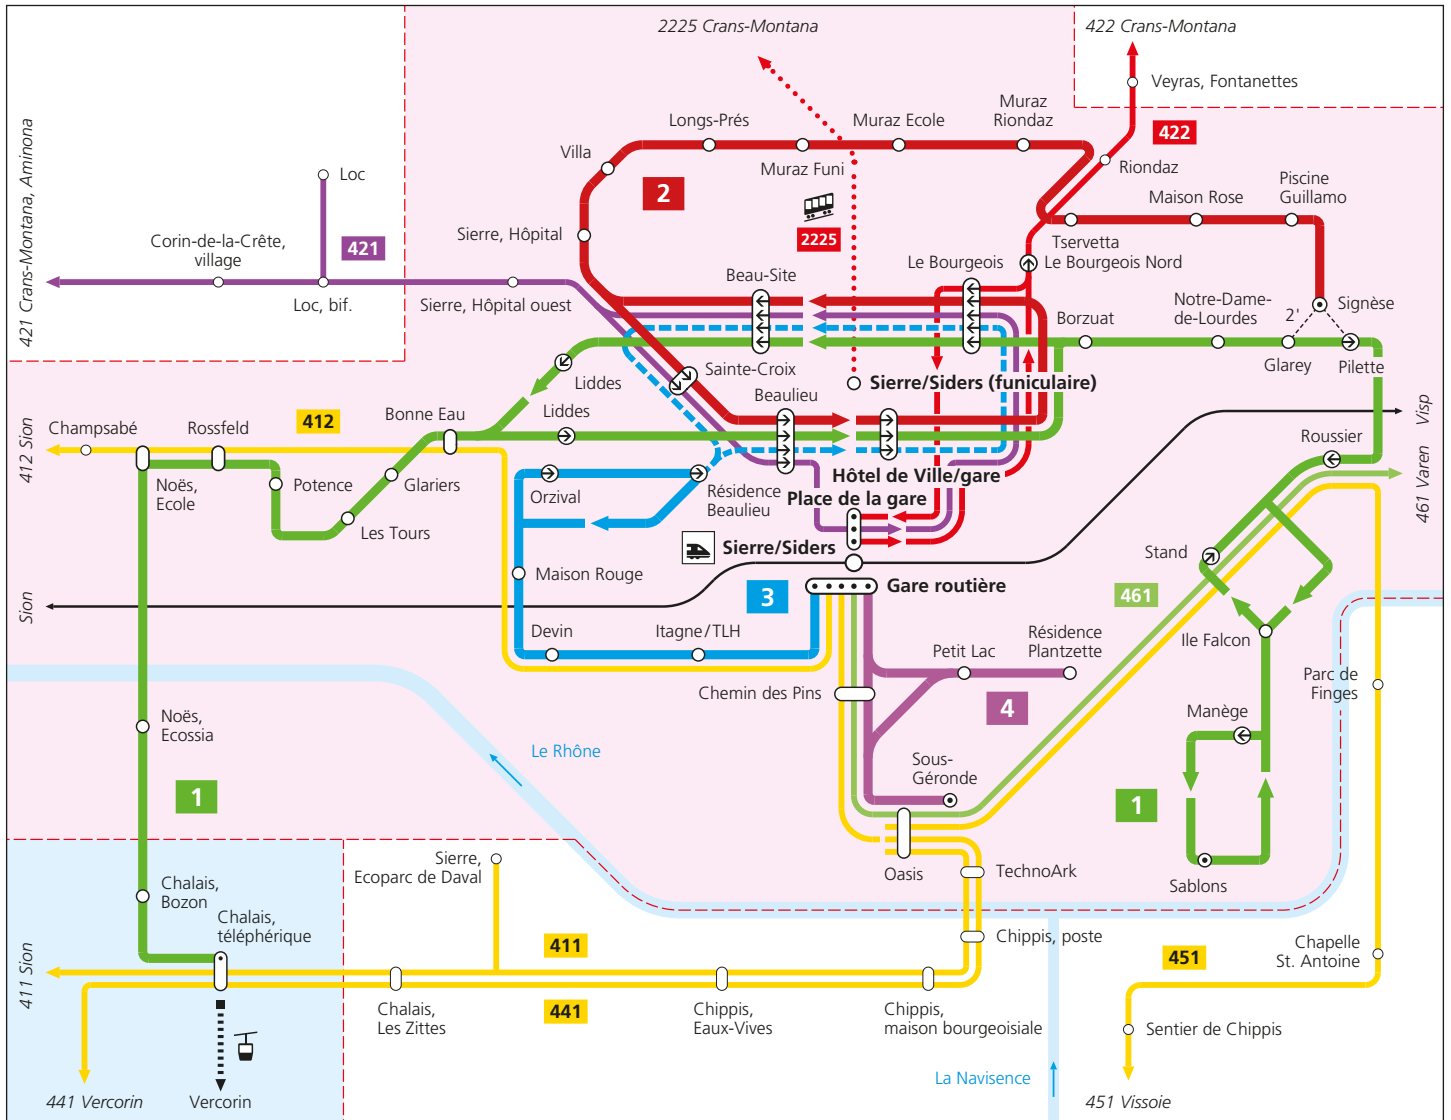 2225 Crans-Montana
422 Crans-Montana
Veyras, Fontanettes
422
Muraz
Riondaz
Longs-Prés
Muraz Ecole
Villa
Muraz Funi
Riondaz
Loc
2
Piscine
Guillamo
Maison Rose
421 Crans-Montana, Aminona
Corin-de-la-Crête,
village
421
Sierre, Hôpital
2225
Tservetta
Le Bourgeois Nord
Beau-Site
Le Bourgeois
Loc, bif.
Sierre, Hôpital ouest
Notre-Dame-
de-Lourdes
Signèse
2'
Borzuat
Glarey
Pilette
Liddes
Sainte-Croix
Sierre/Siders (funiculaire)
Beaulieu
Visp
412 Sion
Champsabé
Rossfeld
412
Bonne Eau
Liddes
Roussier
461 Varen
Noës,
Ecole
Potence
Glariers
Orzival
Résidence
Beaulieu
Hôtel de Ville/gare
Place de la gare
Les Tours
Sierre/Siders
Stand
Sion
Maison Rouge
3
Gare routière
461
Devin
Itagne/TLH
Petit Lac
Résidence
Plantzette
Ile Falcon
Chemin des Pins
4
Parc de
Finges
Noës,
Ecossia
Le Rhône
Manège
1
Sous-
Géronde
1
Sierre,
Ecoparc de Daval
Oasis
TechnoArk
Sablons
Chalais,
Bozon
Chalais,
téléphérique
411
Chippis, poste
451
Chapelle
St. Antoine
411 Sion
441
Chalais,
Les Zittes
Chippis,
Eaux-Vives
Chippis,
maison bourgeoisiale
Sentier de Chippis
La Navisence
441 Vercorin
Vercorin
451 Vissoie